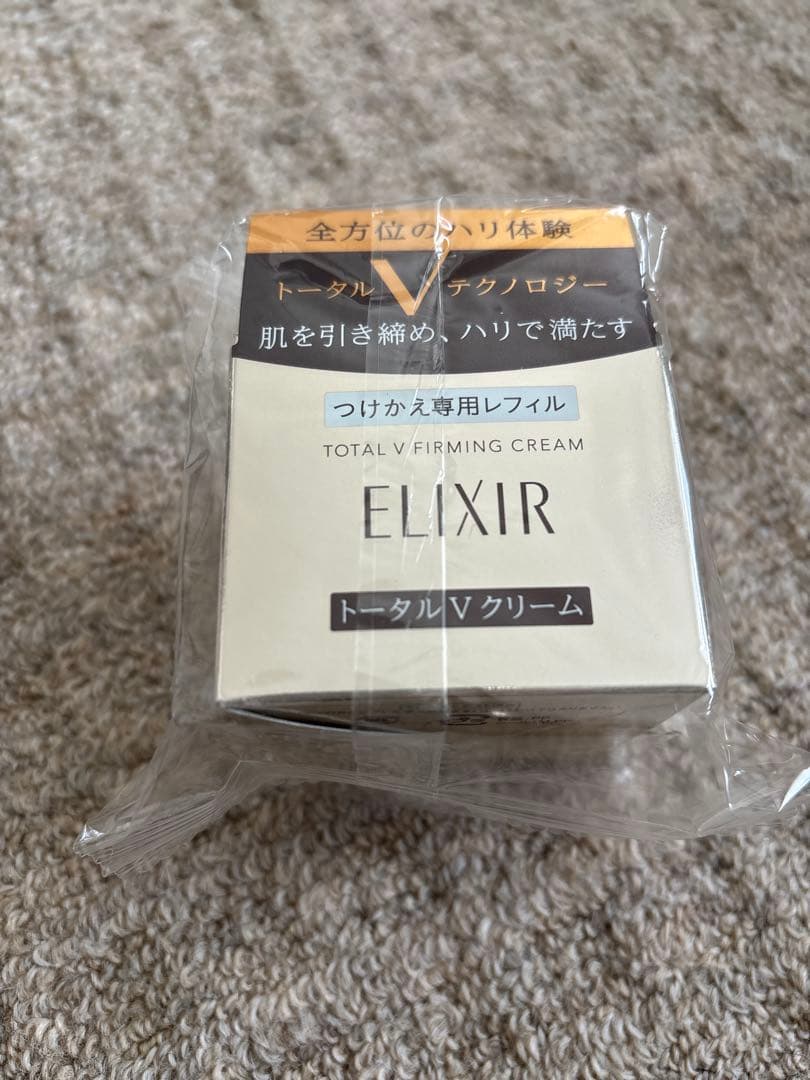 全方位のハリ体験
トータル V テクノロジー
肌を引き締め、ハリで満たす
つけかえ専用レフィル
TOTAL V FIRMING CREAM
ELIXIR
トータル V クリーム